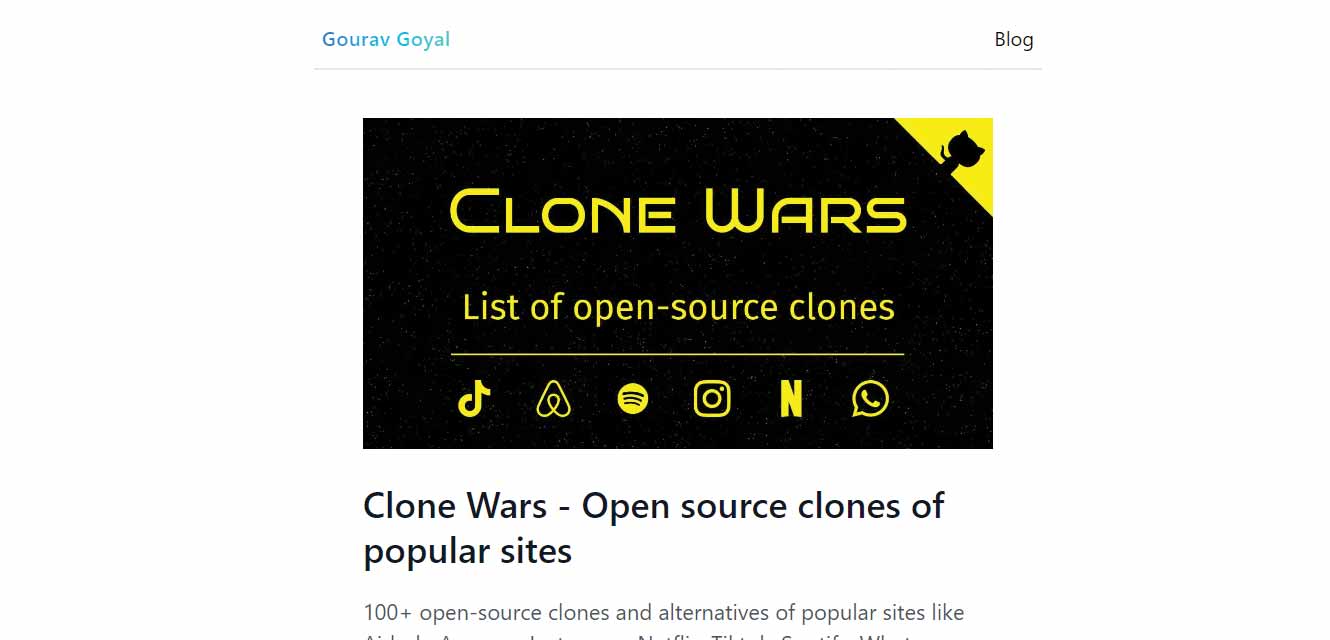 Gourav Goyal
Blog
Clone Wars
List of open-source clones
Clone Wars - Open source clones of
popular sites
100+ open-source clones and alternatives of popular sites like